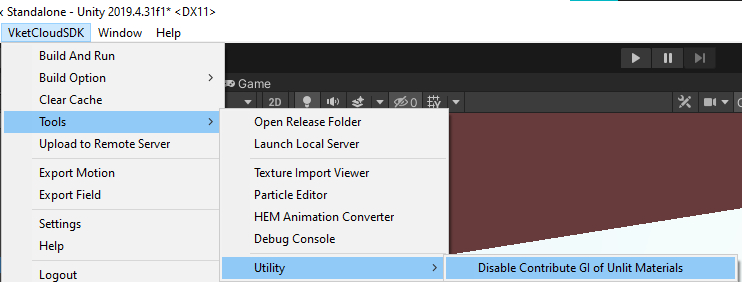 x Standalone - Unity 2019.4.31f1* <DX11>
VketCloudSDK Window Help
Build And Run
Build Option
Clear Cache
Tools
Upload to Remote Server
Export Motion
Export Field
Settings
Help
Logout
Game
2D
0
Open Release Folder
Launch Local Server
Texture Import Viewer
Particle Editor
HEM Animation Converter
Debug Console
Utility
Disable Contribute GI of Unlit Materials